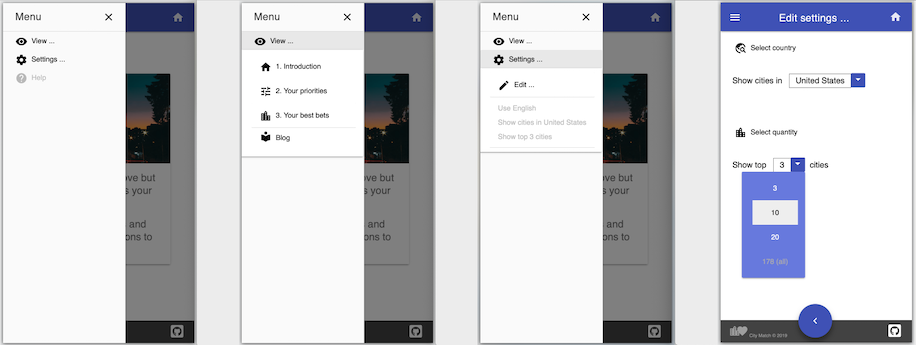 Menu
View ...
Settings ...
Help
ove but
s your
and
ons to
Menu
View ...
1. Introduction
2. Your priorities
3. Your best bets
Blog
ove but
s your
and
ons to
Menu
View ...
Settings ...
Edit ...
Use English
Show cities in United States
Show top 3 cities
ove but
s your
and
ons to
Edit settings ...
Select country
Show cities in United States
Select quantity
Show top 3 cities
3
10
20
178 (all)
City Match © 2019